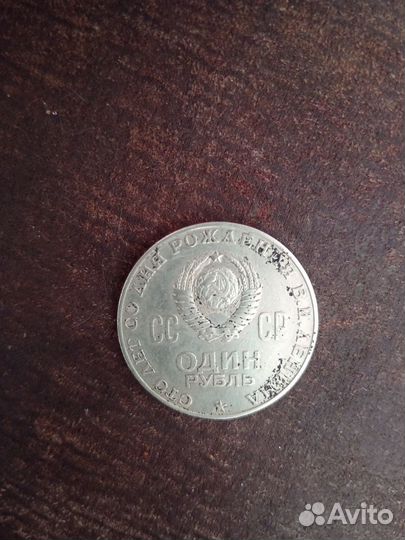 СТО ЛЕТ СО ДНЯ РОЖДЕНИЯ В.И.ЛЕНИНА
СС СР
ОДИН
РУБЛЬ
Avito